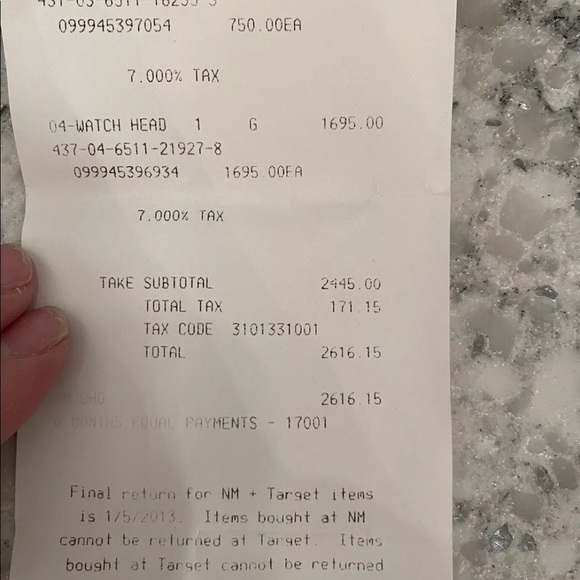 099945397054 750.00EA
7.000% TAX
04-WATCH HEAD 1 G 1695.00
437-04-6511-21927-8
099945396934 1695.00EA
7.000% TAX
TAKE SUBTOTAL 2445.00
TOTAL TAX 171.15
TAX CODE 3101331001
TOTAL 2616.15
CHG 2616.15
6 MONTHS EQUAL PAYMENTS - 17001
Final return for NM + Target items
is 1/5/2013. Items bought at NM
cannot be returned at Target. Items
bought at Target cannot be returned